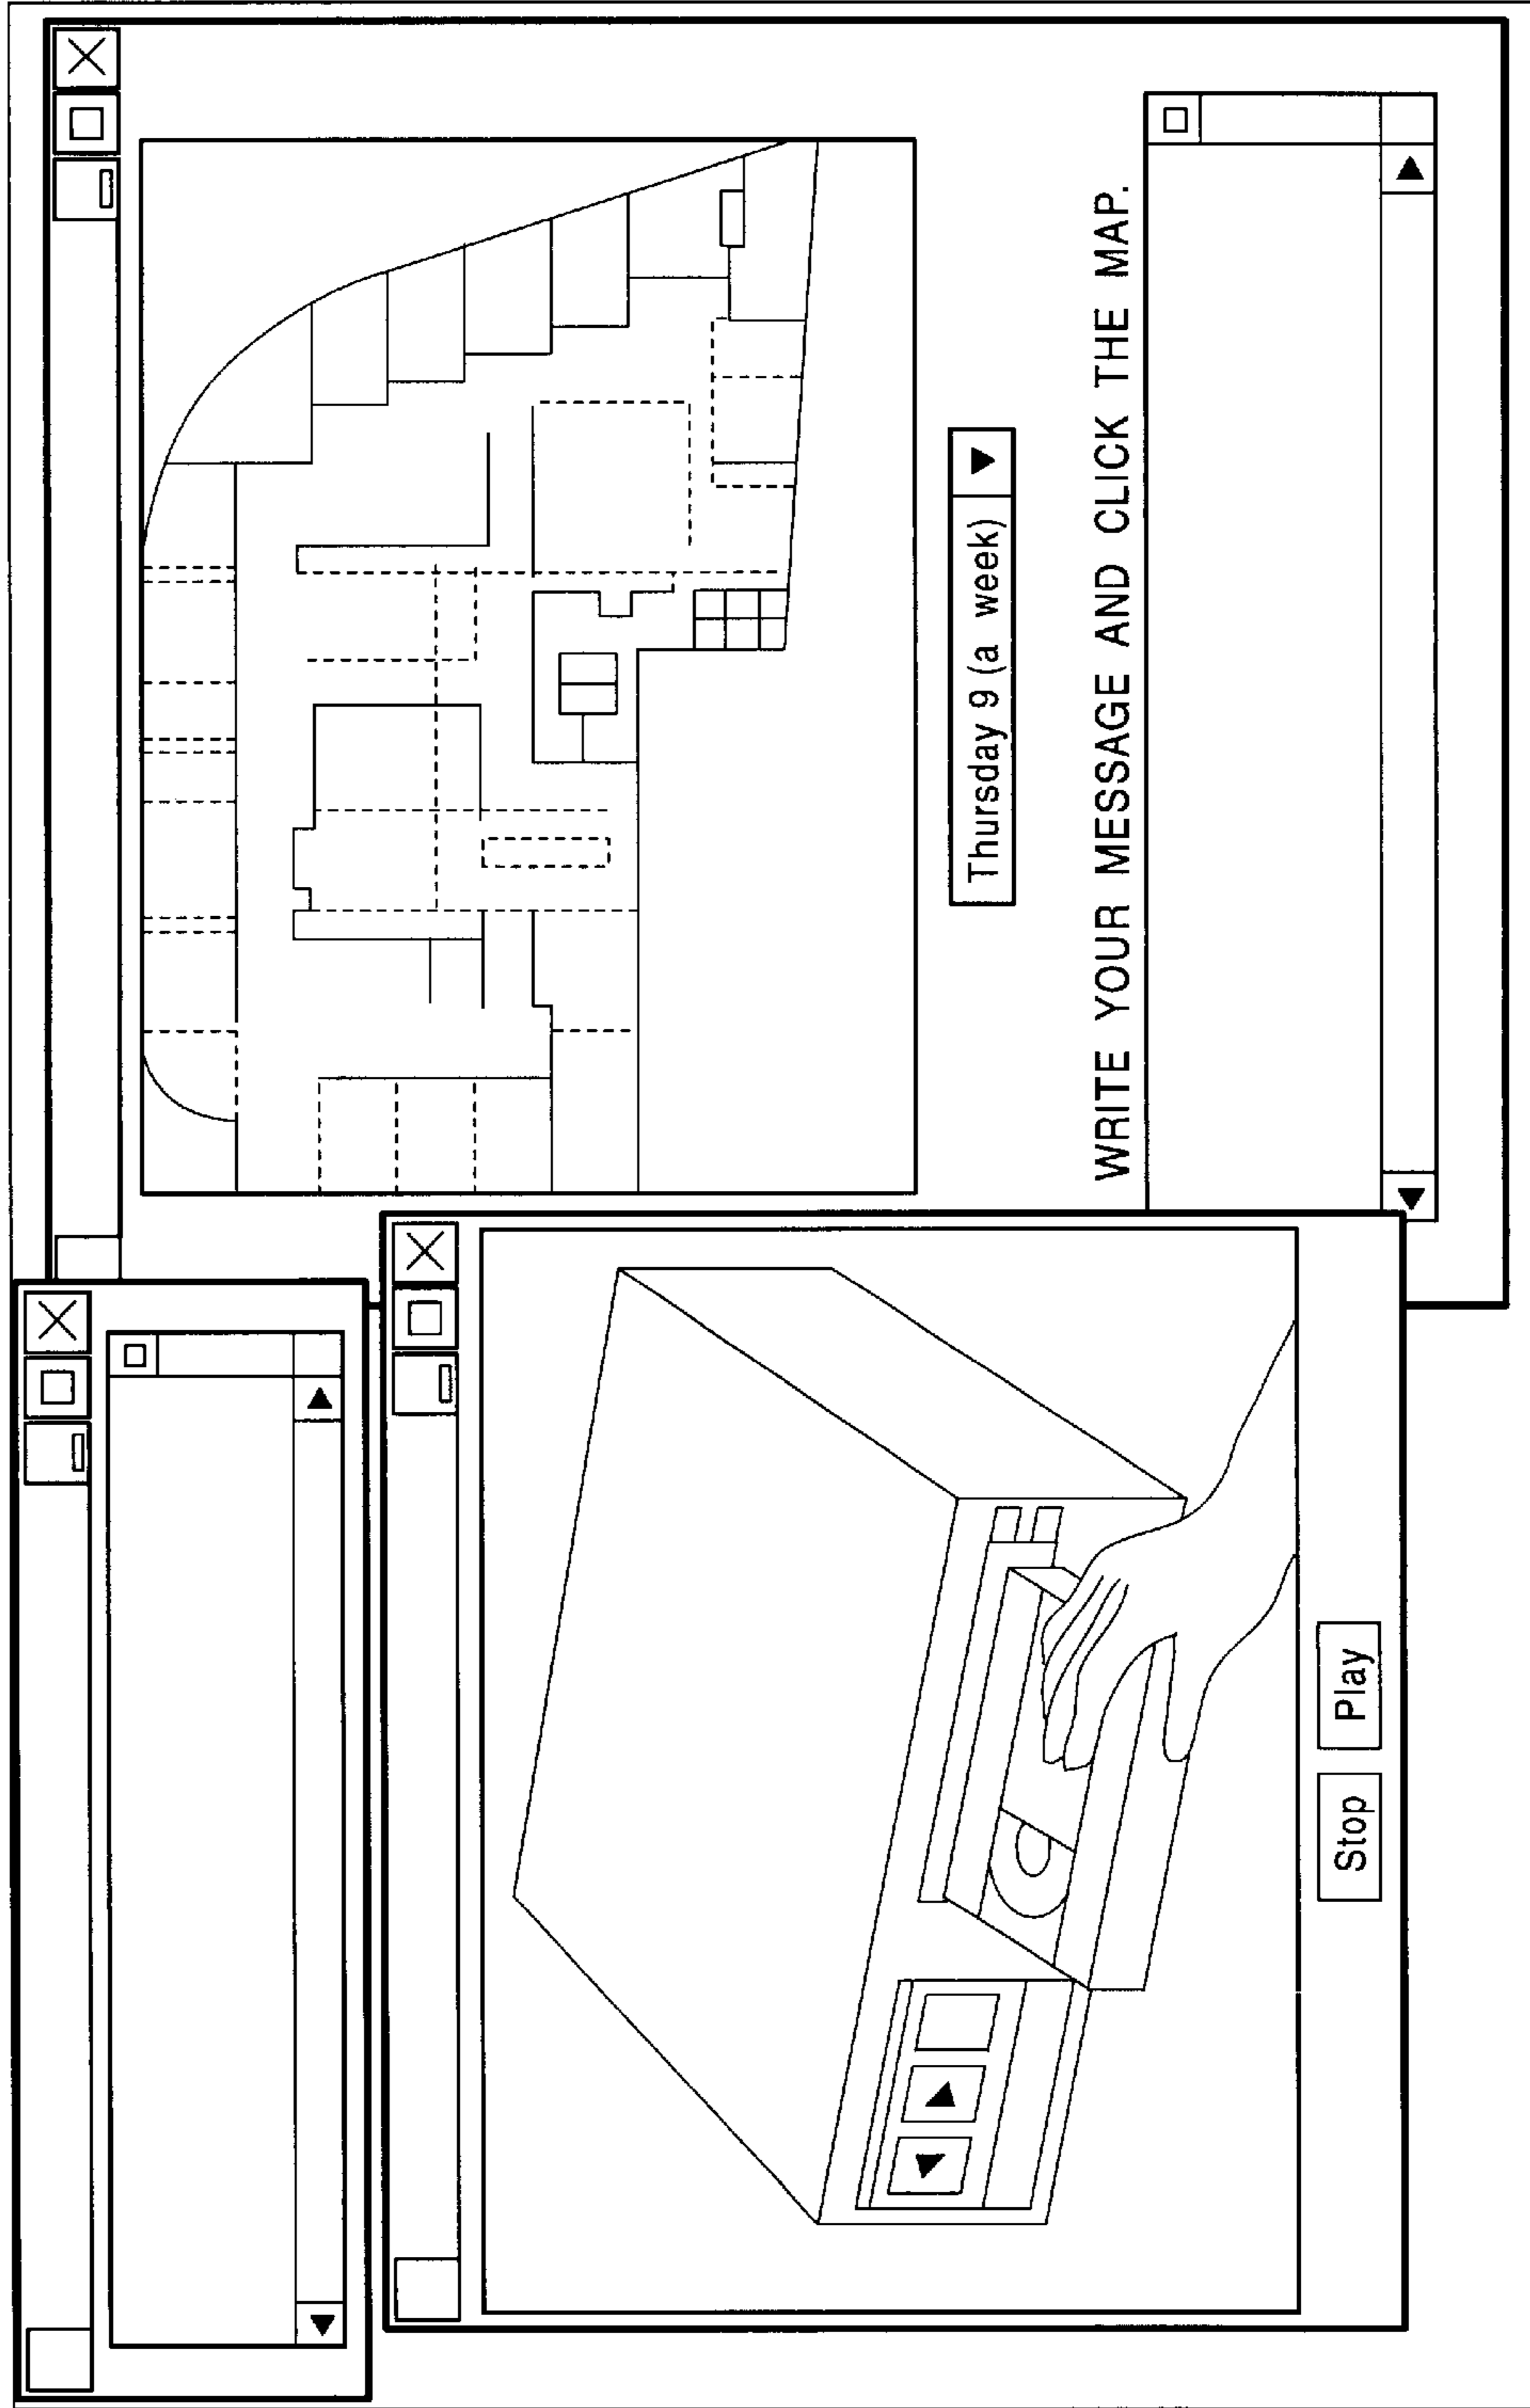 Thursday 9 (a week)
WRITE YOUR MESSAGE AND CLICK THE MAP.
Stop
Play